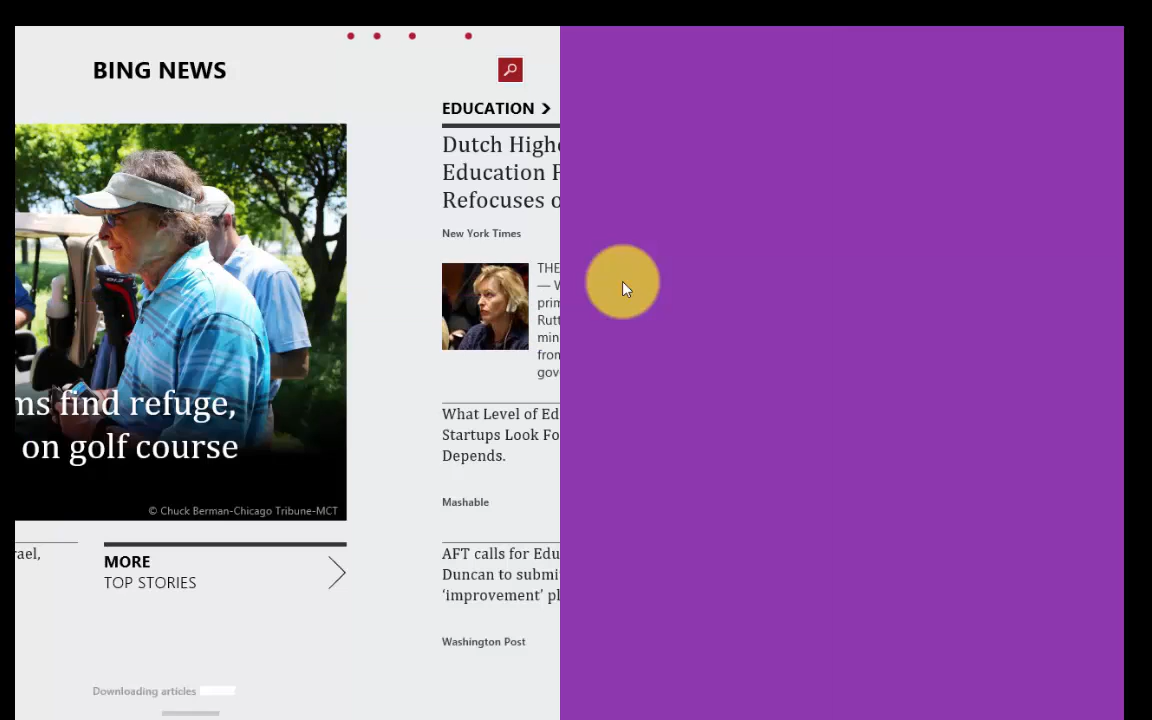 BING NEWS
ms find refuge,
on golf course
© Chuck Berman-Chicago Tribune-MCT
rael,
MORE
TOP STORIES
Downloading articles
EDUCATION
Dutch Highe
Education F
Refocuses o
New York Times
THE
— W
prim
Rutt
min
from
gove
What Level of Ed
Startups Look Fo
Depends.
Mashable
AFT calls for Edu
Duncan to submi
‘improvement’ pl
Washington Post